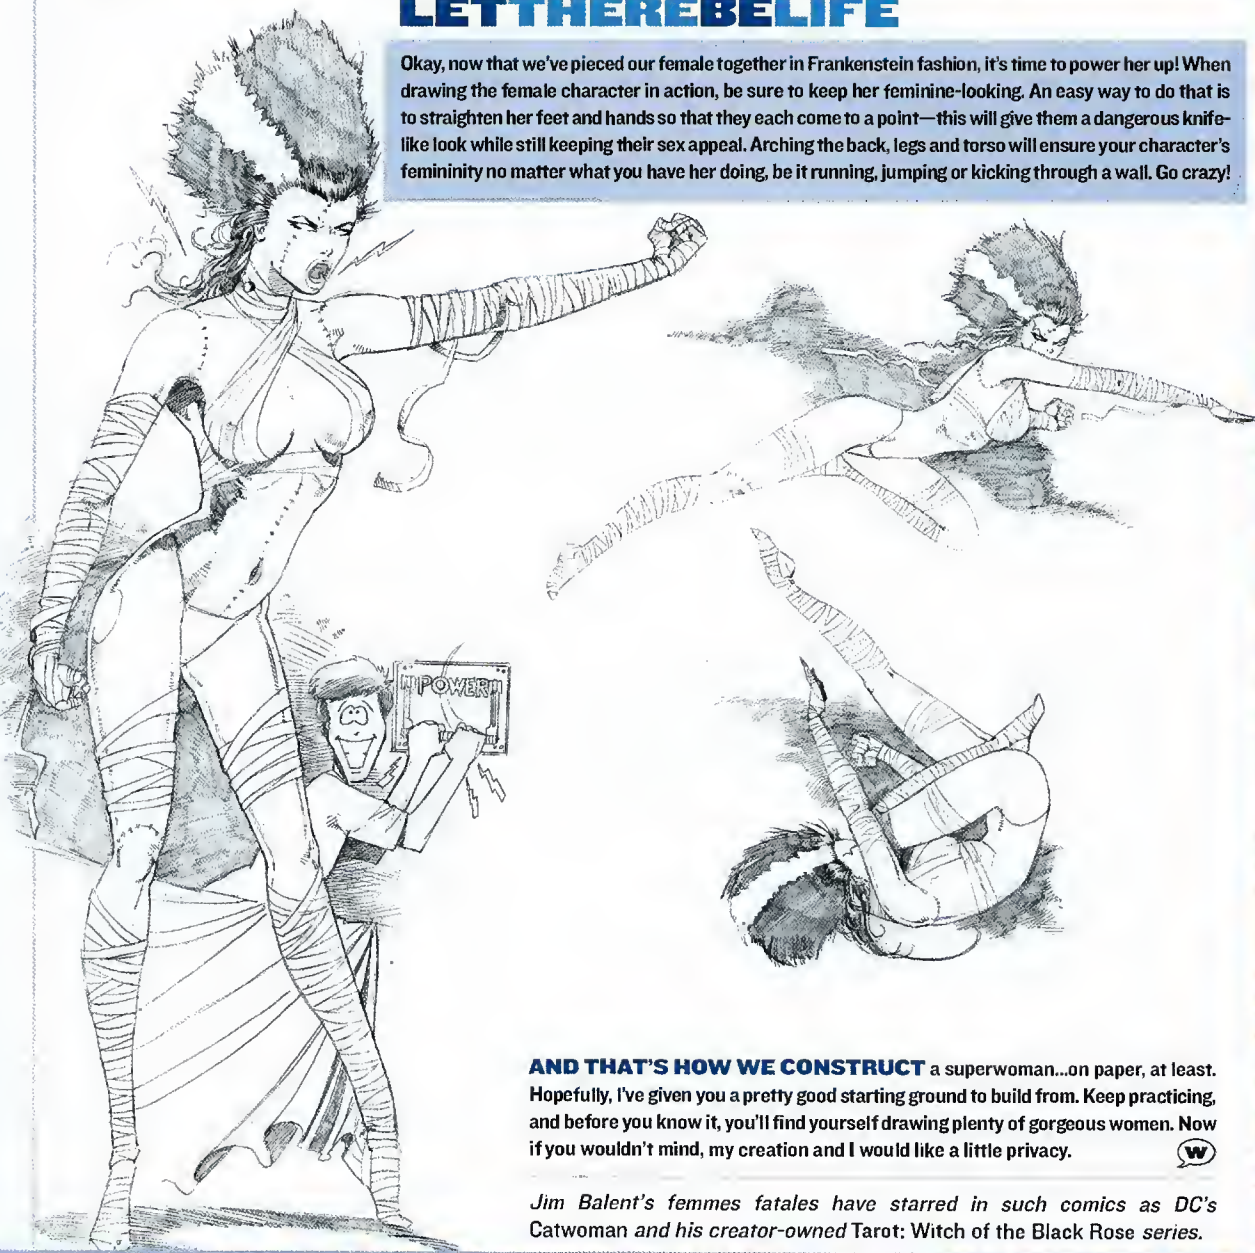 LETTHEREBELIFE
Okay, now that we've pieced our female together in Frankenstein fashion, it's time to power her up! When
drawing the female character in action, be sure to keep her feminine-looking. An easy way to do that is
to straighten her feet and hands so that they each come to a point—this will give them a dangerous knife-
like look while still keeping their sex appeal. Arching the back, legs and torso will ensure your character's
femininity no matter what you have her doing, be it running, jumping or kicking through a wall. Go crazy!
POWER
AND THAT'S HOW WE CONSTRUCT a superwoman...on paper, at least.
Hopefully, I've given you a pretty good starting ground to build from. Keep practicing,
and before you know it, you'll find yourself drawing plenty of gorgeous women. Now
if you wouldn't mind, my creation and I would like a little privacy. W
Jim Balent's femmes fatales have starred in such comics as DC's
Catwoman and his creator-owned Tarot: Witch of the Black Rose series.